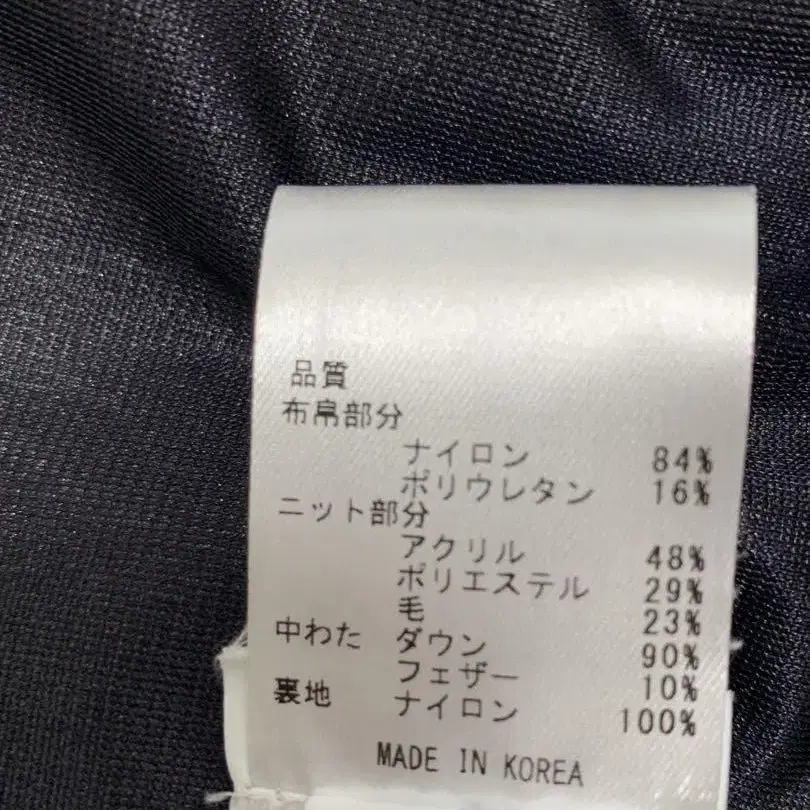 品質
布帛部分
ナイロン 84%
ポリウレタン 16%
ニット部分
アクリル 48%
ポリエステル 29%
毛 23%
中わた ダウン 90%
フェザー 10%
裏地 ナイロン 100%
MADE IN KOREA